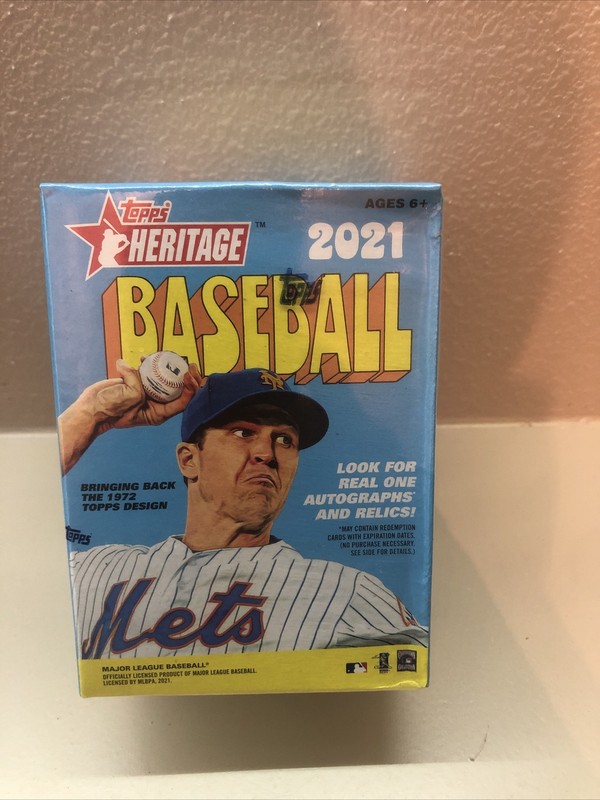 AGES 6+
Topps
HERITAGE™
2021
BASEBALL
Topps
BRINGING BACK
THE 1972
TOPPS DESIGN
LOOK FOR
REAL ONE
AUTOGRAPHS*
AND RELICS!
*MAY CONTAIN REDEMPTION
CARDS WITH EXPIRATION DATES.
(NO PURCHASE NECESSARY.
SEE SIDE FOR DETAILS.)
Topps
Mets
MAJOR LEAGUE BASEBALL®
OFFICIALLY LICENSED PRODUCT OF MAJOR LEAGUE BASEBALL.
LICENSED BY MLBPA, 2021.